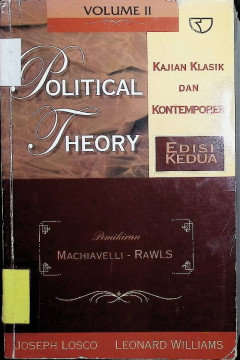 VOLUME II
POLITICAL
THEORY
KAJIAN KLASIK
DAN
KONTEMPORER
EDISI
KEDUA
Pemikiran
MACHIAVELLI - RAWLS
JOSEPH LOSCO LEONARD WILLIAMS